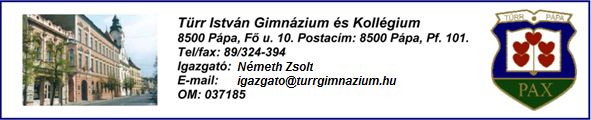 Türr István Gimnázium és Kollégium
8500 Pápa, Fő u. 10. Postacím: 8500 Pápa, Pf. 101.
Tel/fax: 89/324-394
Igazgató: Németh Zsolt
E-mail: igazgato@turrgimnazium.hu
OM: 037185
TÜRR PÁPA
PAX